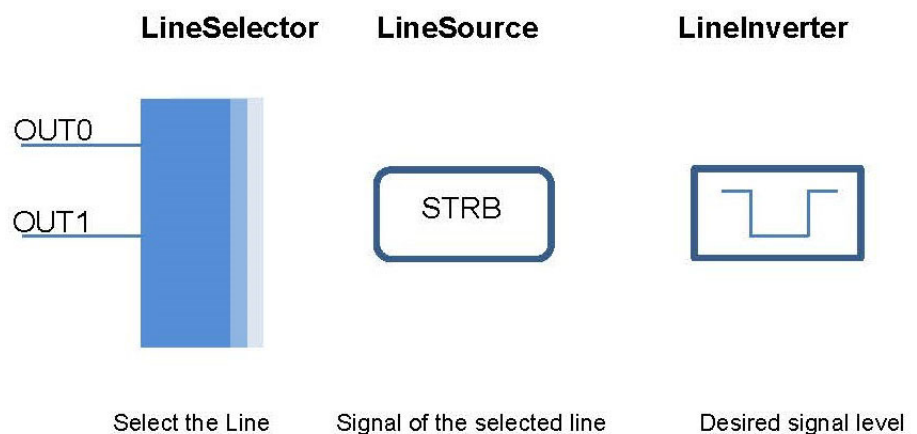 LineSelector LineSource LineInverter
OUT0
STRB
OUT1
Select the Line Signal of the selected line Desired signal level